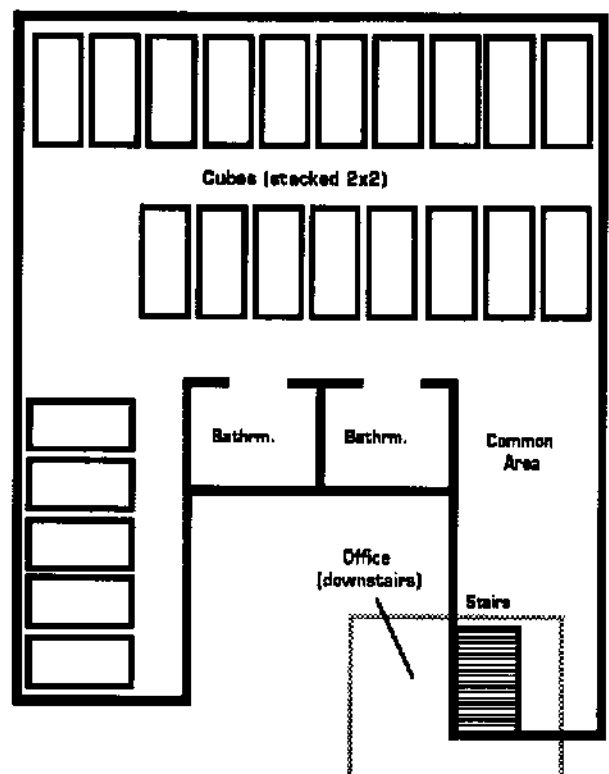 Cubes (stacked 2x2)
Bathrm.
Bathrm.
Common
Area
Office
(downstairs)
Stairs